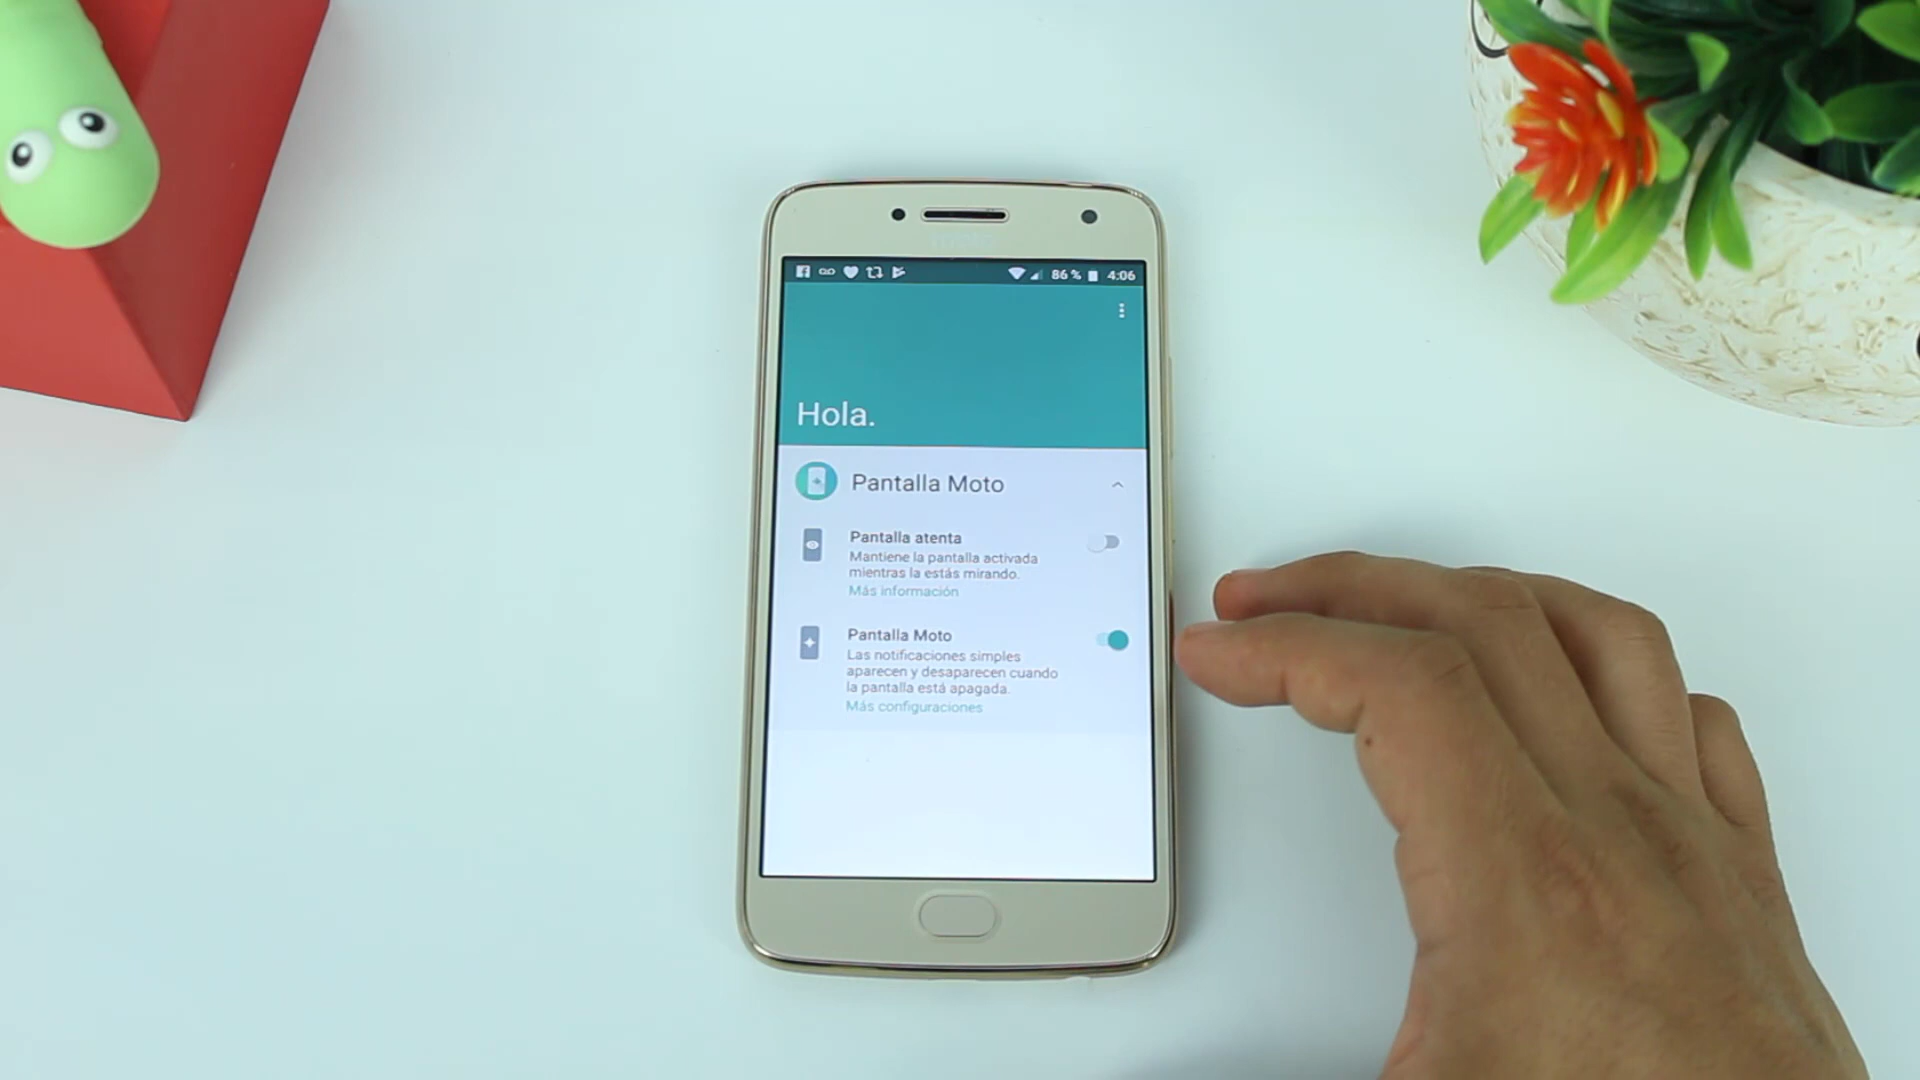 86 % 4:06
Hola.
Pantalla Moto
Pantalla atenta
Mantiene la pantalla activada
mientras la estás mirando.
Más información
Pantalla Moto
Las notificaciones simples
aparecen y desaparecen cuando
la pantalla está apagada.
Más configuraciones